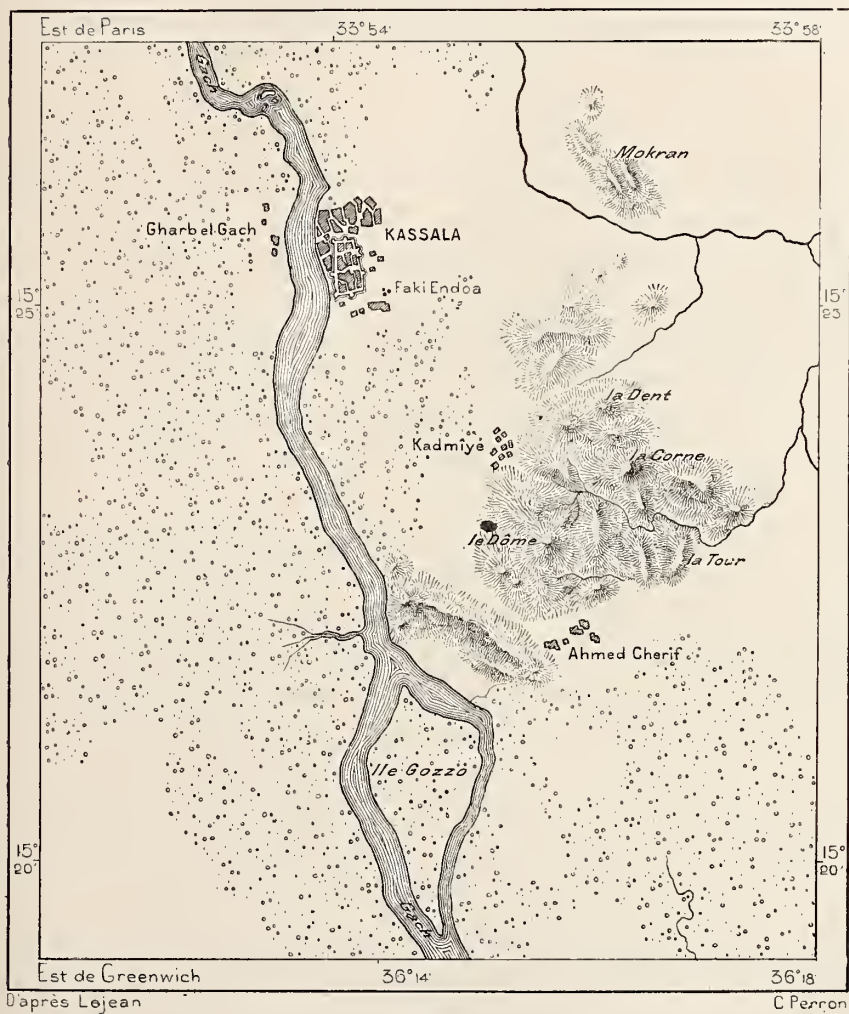 Est de Paris 33°54' 33°58'
Gach
Mokran
Gharb el Gach
KASSALA
Faki Endoa
15° 25'
15° 23'
la Dent
Kadmiyé
la Corne
le Dôme
la Tour
Ahmed Cherif
Ile Gozzo
15° 20'
15° 20'
Gach
Est de Greenwich 36°14' 36°18'
D'après Lejean
C Perron